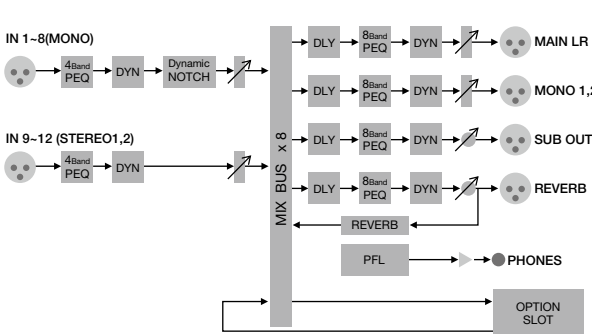 IN 1~8(MONO)
4Band
PEQ
DYN
Dynamic
NOTCH
IN 9~12 (STEREO1,2)
4Band
PEQ
DYN
MIX BUS x 8
DLY
8Band
PEQ
DYN
MAIN LR
DLY
8Band
PEQ
DYN
MONO 1,2
DLY
8Band
PEQ
DYN
SUB OUT
DLY
8Band
PEQ
DYN
REVERB
REVERB
PFL
PHONES
OPTION
SLOT